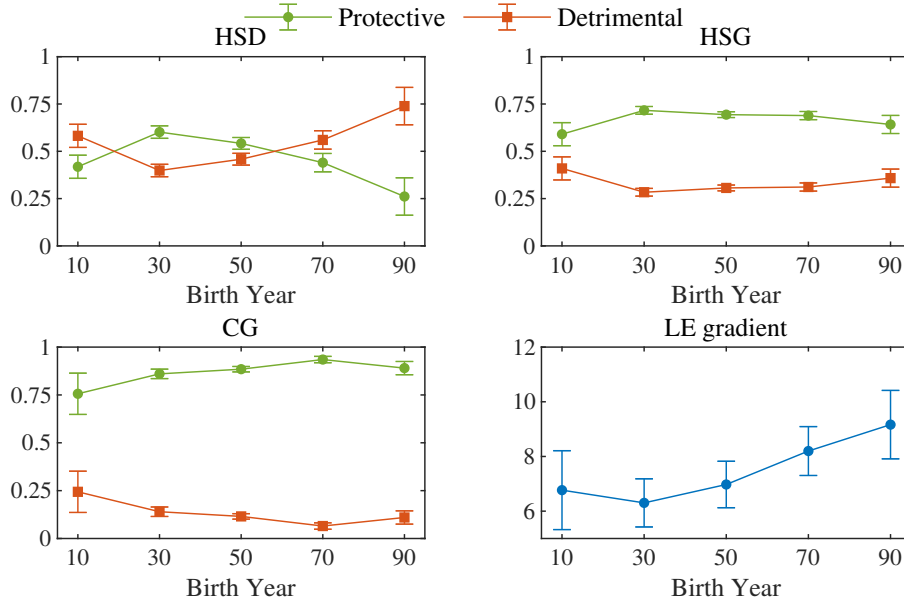 Protective Detrimental
HSD HSG
1 1
0.75 0.75
0.5 0.5
0.25 0.25
0 0
10 30 50 70 90 10 30 50 70 90
Birth Year Birth Year
CG LE gradient
1 12
0.75 10
0.5 8
0.25 6
0
10 30 50 70 90 10 30 50 70 90
Birth Year Birth Year